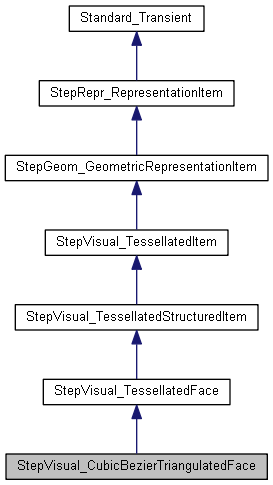 Standard_Transient
StepRepr_RepresentationItem
StepGeom_GeometricRepresentationItem
StepVisual_TessellatedItem
StepVisual_TessellatedStructuredItem
StepVisual_TessellatedFace
StepVisual_CubicBezierTriangulatedFace